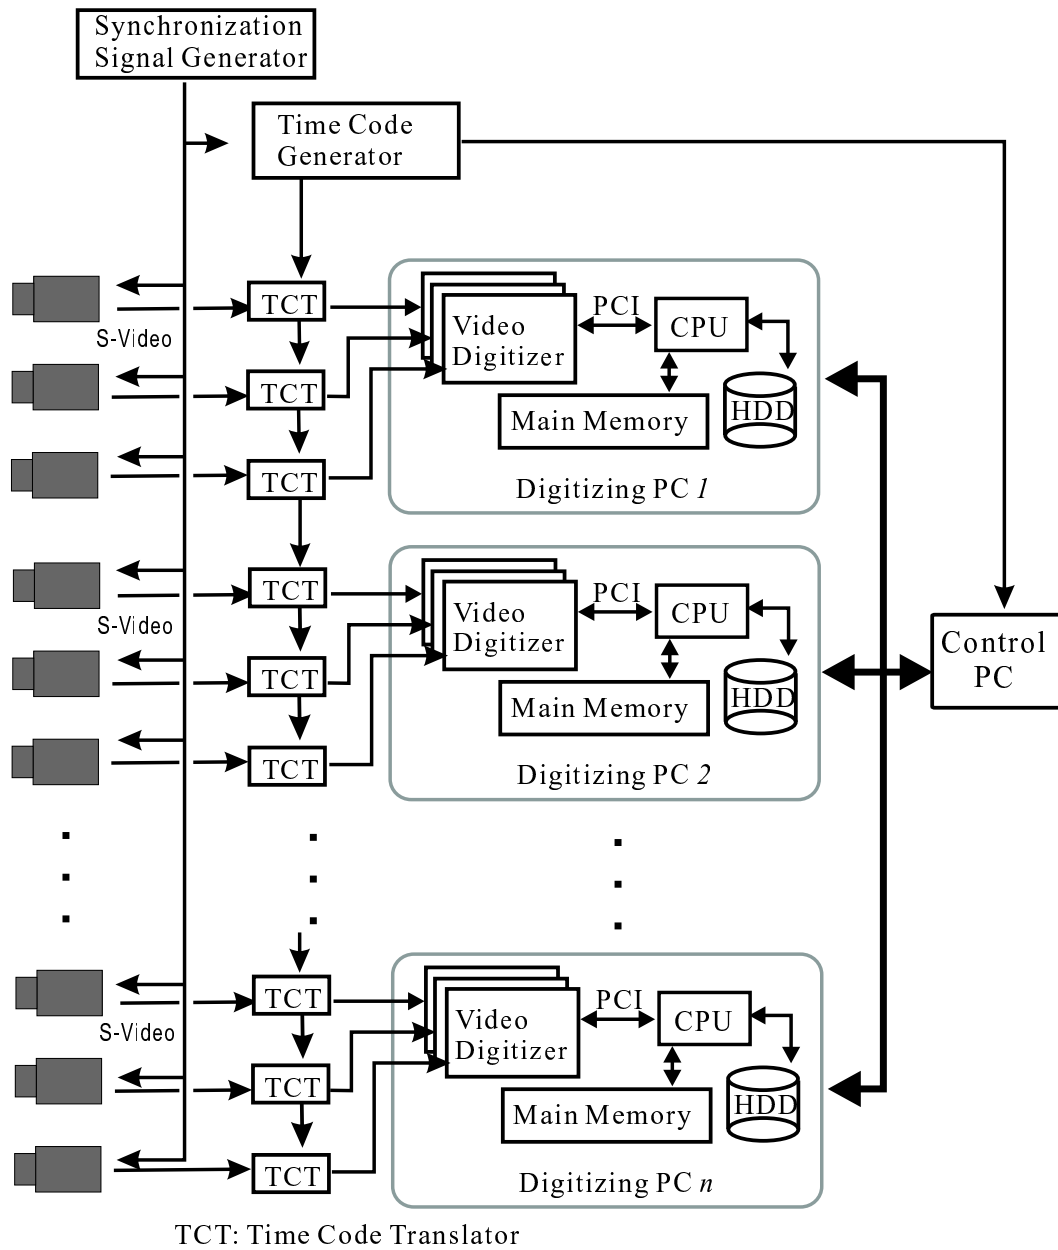 Synchronization
Signal Generator
Time Code
Generator
TCT
S-Video
TCT
TCT
Video
Digitizer
PCI
CPU
Main Memory
HDD
Digitizing PC 1
TCT
S-Video
TCT
TCT
Video
Digitizer
PCI
CPU
Main Memory
HDD
Digitizing PC 2
Control
PC
TCT
S-Video
TCT
TCT
Video
Digitizer
PCI
CPU
Main Memory
HDD
Digitizing PC n
TCT: Time Code Translator